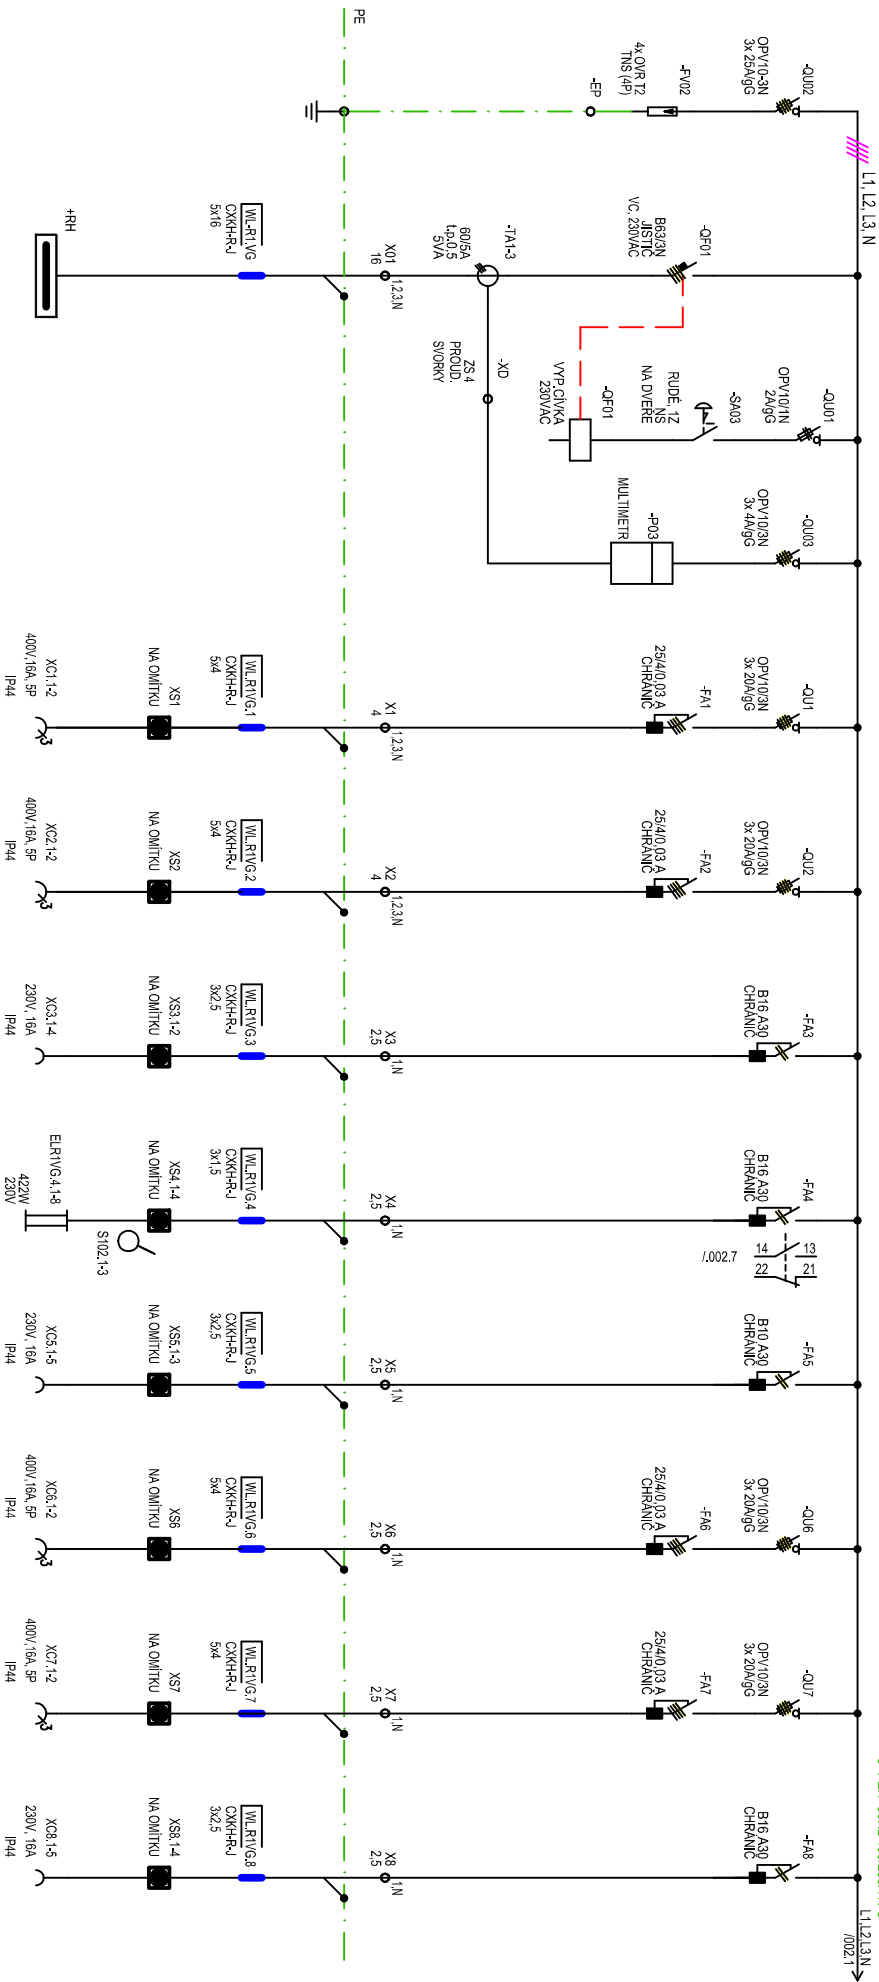 PE
L1, L2, L3, N
-QU02
OPV10-3N
3x 25A/gG
-FV02
4x OVR T2
TNS (4P)
-EP
-QF01
B63/3N
JISTIČ
VC, 230VAC
-TA1-3
60/5A
t.p.0,5
5VA
X01
16
1,2,3,N
WL-R1.VG
CXKH-R-J
5x16
+RH
-QU01
OPV10/1N
2A/gG
-SA03
RUDÉ, 1Z
NS
NA DVEŘE
-QF01
VYP.CÍVKA
230VAC
-XD
ZS 4
PROUD.
SVORKY
-QU03
OPV10/3N
3x 4A/gG
-P03
MULTIMETR
-QU1
OPV10/3N
3x 20A/gG
-FA1
25/4/0,03 A
CHRÁNIČ
X1
4
1,2,3,N
WL.R1VG.1
CXKH-R-J
5x4
XS1
NA OMÍTKU
XC1.1-2
400V,16A, 5P
IP44
3
-QU2
OPV10/3N
3x 20A/gG
-FA2
25/4/0,03 A
CHRÁNIČ
X2
4
1,2,3,N
WL.R1VG.2
CXKH-R-J
5x4
XS2
NA OMÍTKU
XC2.1-2
400V,16A, 5P
IP44
3
-FA3
B16 A30
CHRÁNIČ
X3
2,5
1,N
WL.R1VG.3
CXKH-R-J
3x2,5
XS3.1-2
NA OMÍTKU
XC3.1-4
230V, 16A
IP44
-FA4
B16 A30
CHRÁNIČ
13
14
21
22
/.002.7
X4
2,5
1,N
WL.R1VG.4
CXKH-R-J
3x1,5
XS4.1-4
NA OMÍTKU
S102.1-3
ELR1VG.4.1-8
422W
230V
-FA5
B10 A30
CHRÁNIČ
X5
2,5
1,N
WL.R1VG.5
CXKH-R-J
3x2,5
XS5.1-3
NA OMÍTKU
XC5.1-5
230V, 16A
IP44
-QU6
OPV10/3N
3x 20A/gG
-FA6
25/4/0,03 A
CHRÁNIČ
X6
2,5
1,N
WL.R1VG.6
CXKH-R-J
5x4
XS6
NA OMÍTKU
XC6.1-2
400V,16A, 5P
IP44
3
-QU7
OPV10/3N
3x 20A/gG
-FA7
25/4/0,03 A
CHRÁNIČ
X7
2,5
1,N
WL.R1VG.7
CXKH-R-J
5x4
XS7
NA OMÍTKU
XC7.1-2
400V,16A, 5P
IP44
3
-FA8
B16 A30
CHRÁNIČ
X8
2,5
1,N
WL.R1VG.8
CXKH-R-J
3x2,5
XS8.1-4
NA OMÍTKU
XC8.1-5
230V, 16A
IP44
L1,L2,L3,N
/002.1